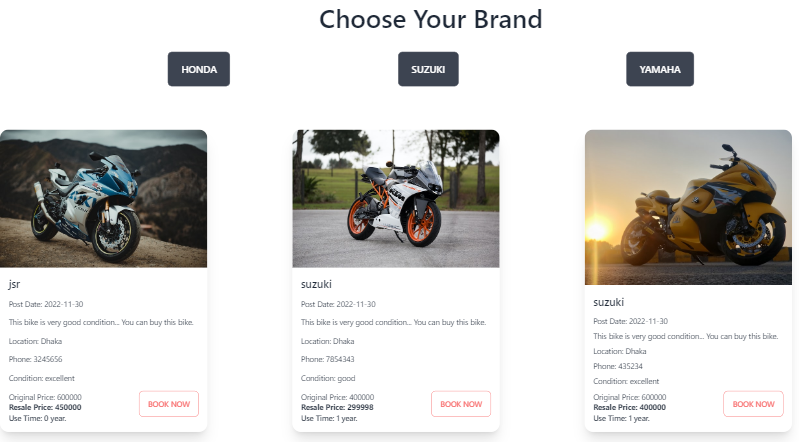 Choose Your Brand
HONDA
SUZUKI
YAMAHA
KTM
jsr
Post Date: 2022-11-30
This bike is very good condition... You can buy this bike.
Location: Dhaka
Phone: 3245656
Condition: excellent
Original Price: 600000
Resale Price: 450000
Use Time: 0 year.
BOOK NOW
suzuki
Post Date: 2022-11-30
This bike is very good condition... You can buy this bike.
Location: Dhaka
Phone: 7854343
Condition: good
Original Price: 400000
Resale Price: 299998
Use Time: 1 year.
BOOK NOW
suzuki
Post Date: 2022-11-30
This bike is very good condition... You can buy this bike.
Location: Dhaka
Phone: 435234
Condition: excellent
Original Price: 600000
Resale Price: 400000
Use Time: 1 year.
BOOK NOW